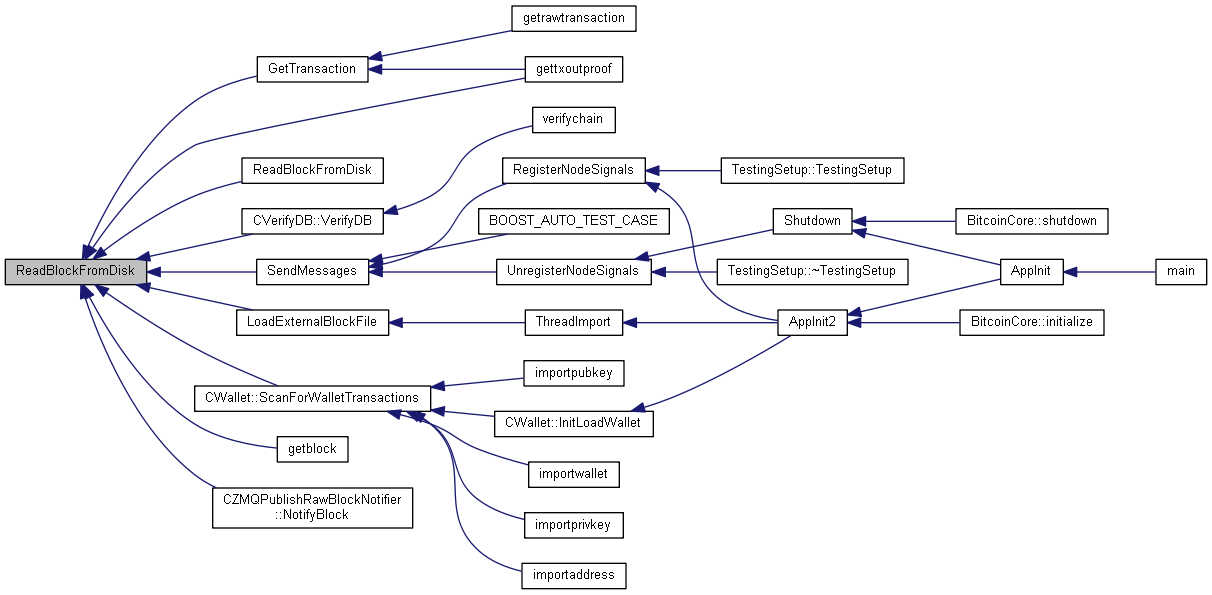 getrawtransaction
GetTransaction
gettxoutproof
verifychain
ReadBlockFromDisk
RegisterNodeSignals
TestingSetup::TestingSetup
CVerifyDB::VerifyDB
BOOST_AUTO_TEST_CASE
Shutdown
BitcoinCore::shutdown
ReadBlockFromDisk
SendMessages
UnregisterNodeSignals
TestingSetup::~TestingSetup
AppInit
main
LoadExternalBlockFile
ThreadImport
AppInit2
BitcoinCore::initialize
importpubkey
CWallet::ScanForWalletTransactions
CWallet::InitLoadWallet
getblock
importwallet
CZMQPublishRawBlockNotifier
::NotifyBlock
importprivkey
importaddress